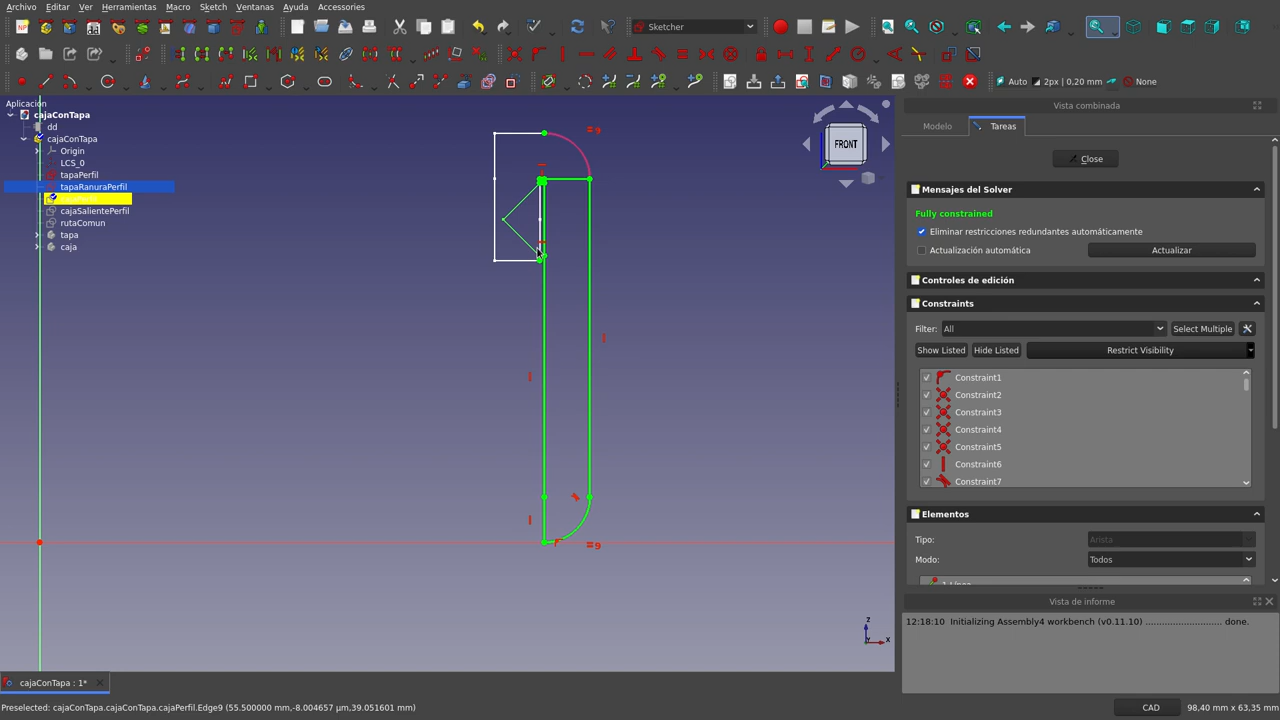 Archivo Editar Ver Herramientas Macro Sketch Ventanas Ayuda Accessories
Sketcher
Auto 2px | 0.20 mm None
Aplicación
cajaConTapa
dd
cajaConTapa
Origin
LCS_0
tapaPerfil
tapaRanuraPerfil
cajaSalientePerfil
rutaComun
tapa
caja
FRONT
9
9
Z
X
Vista combinada
Modelo Tareas
Close
Mensajes del Solver
Fully constrained
Eliminar restricciones redundantes automáticamente
Actualización automática Actualizar
Controles de edición
Constraints
Filter: All Select Multiple
Show Listed Hide Listed Restrict Visibility
Constraint1
Constraint2
Constraint3
Constraint4
Constraint5
Constraint6
Constraint7
Elementos
Tipo: Arista
Modo: Todos
Vista de informe
12:18:10 Initializing Assembly4 workbench (v0.11.10) ............................ done.
cajaConTapa : 1*
Preselected: cajaConTapa.cajaConTapa.cajaPerfil.Edge9 (55.500000 mm,-8.004657 μm,39.051601 mm)
CAD 98,40 mm x 63,35 mm